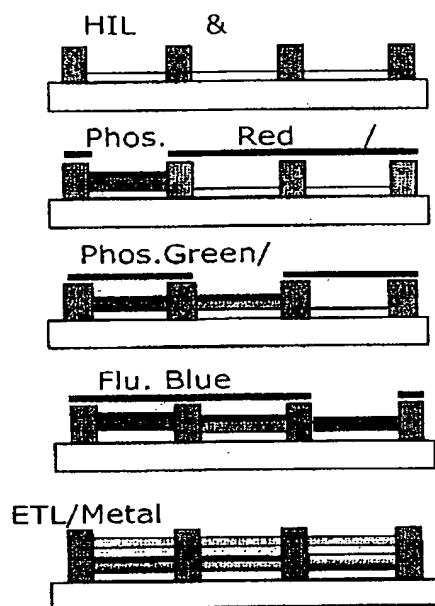 HIL &
Phos. Red /
Phos.Green/
Flu. Blue
ETL/Metal